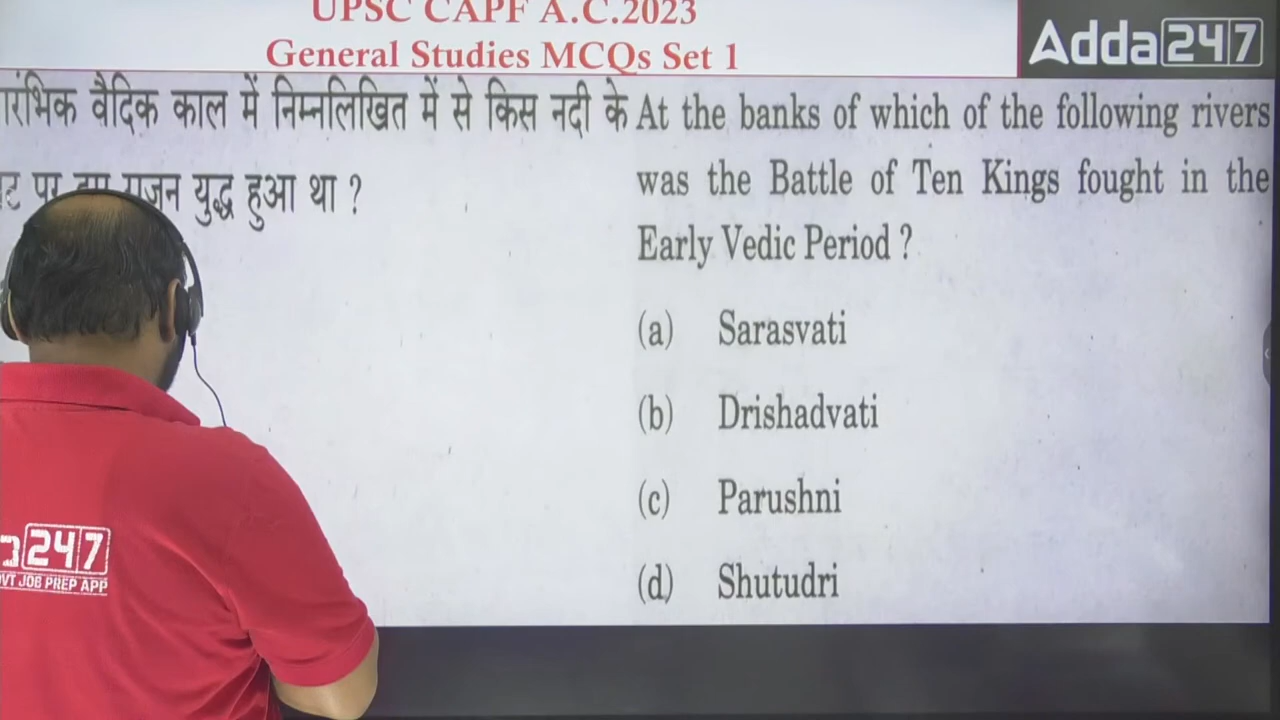 UPSC CAPF A.C.2023
General Studies MCQs Set 1
Adda247
रंभिक वैदिक काल में निम्नलिखित में से किस नदी के
पर युद्ध हुआ था ?
At the banks of which of the following rivers
was the Battle of Ten Kings fought in the
Early Vedic Period ?
(a) Sarasvati
(b) Drishadvati
(c) Parushni
(d) Shutudri
247
VT JOB PREP APP